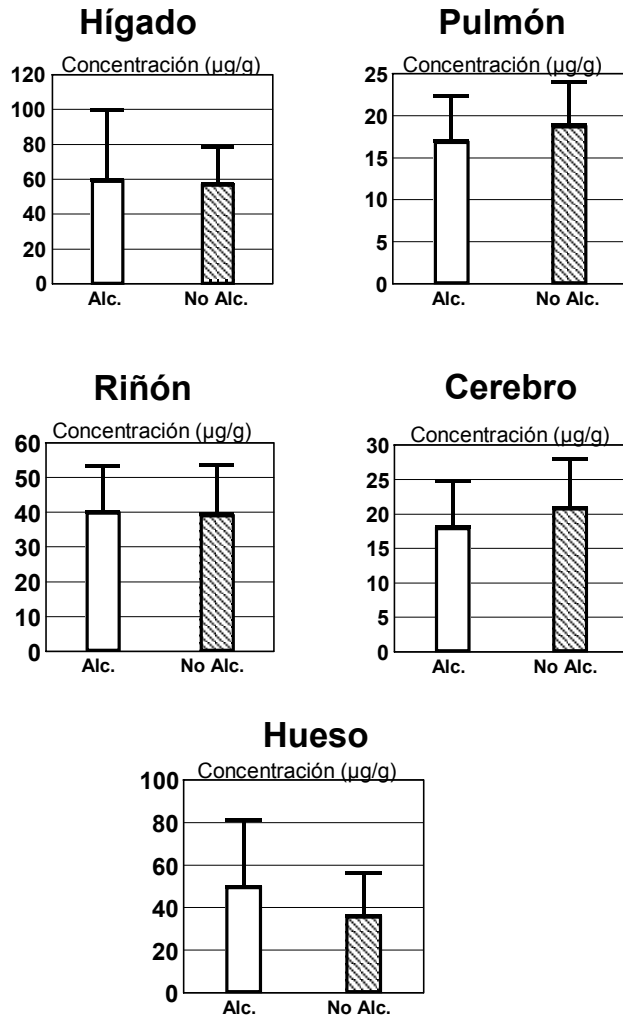 Hígado
Concentración (µg/g)
120
100
80
60
40
20
0
Alc. No Alc.
Pulmón
Concentración (µg/g)
25
20
15
10
5
0
Alc. No Alc.
Riñón
Concentración (µg/g)
60
50
40
30
20
10
0
Alc. No Alc.
Cerebro
Concentración (µg/g)
30
25
20
15
10
5
0
Alc. No Alc.
Hueso
Concentración (µg/g)
100
80
60
40
20
0
Alc. No Alc.